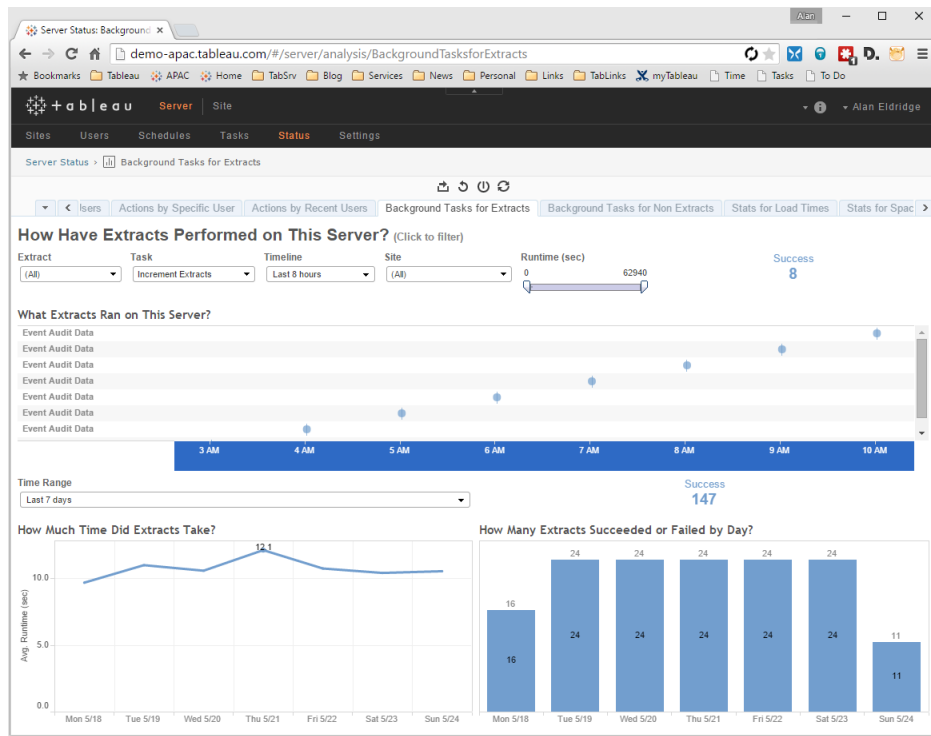 Alan
Server Status: Background
demo-apac.tableau.com/#/server/analysis/BackgroundTasksforExtracts
Bookmarks Tableau APAC Home TabSrv Blog Services News Personal Links TabLinks myTableau Time Tasks To Do
+ableau Server Site Alan Eldridge
Sites Users Schedules Tasks Status Settings
Server Status › Background Tasks for Extracts
Actions by Specific User Actions by Recent Users Background Tasks for Extracts Background Tasks for Non Extracts Stats for Load Times Stats for Spac
How Have Extracts Performed on This Server? (Click to filter)
Extract Task Timeline Site Runtime (sec) Success
(All) Increment Extracts Last 8 hours (All) 0 62940 8
What Extracts Ran on This Server?
Event Audit Data
Event Audit Data
Event Audit Data
Event Audit Data
Event Audit Data
Event Audit Data
Event Audit Data
3 AM 4 AM 5 AM 6 AM 7 AM 8 AM 9 AM 10 AM
Time Range Success
Last 7 days 147
How Much Time Did Extracts Take?
12.1
10.0
5.0
0.0
Avg. Runtime (sec)
Mon 5/18 Tue 5/19 Wed 5/20 Thu 5/21 Fri 5/22 Sat 5/23 Sun 5/24
How Many Extracts Succeeded or Failed by Day?
16 24 24 24 24 24 11
16 24 24 24 24 24 11
Mon 5/18 Tue 5/19 Wed 5/20 Thu 5/21 Fri 5/22 Sat 5/23 Sun 5/24